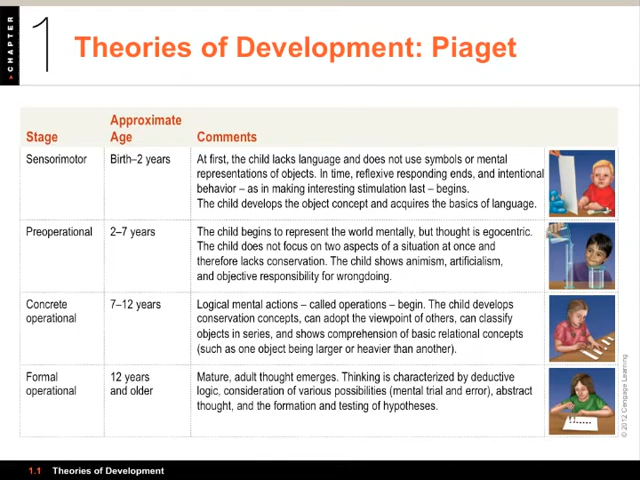 CHAPTER
1
Theories of Development: Piaget
Stage
Approximate
Age
Comments
Sensorimotor
Birth–2 years
At first, the child lacks language and does not use symbols or mental
representations of objects. In time, reflexive responding ends, and intentional
behavior – as in making interesting stimulation last – begins.
The child develops the object concept and acquires the basics of language.
Preoperational
2–7 years
The child begins to represent the world mentally, but thought is egocentric.
The child does not focus on two aspects of a situation at once and
therefore lacks conservation. The child shows animism, artificialism,
and objective responsibility for wrongdoing.
Concrete
operational
7–12 years
Logical mental actions – called operations – begin. The child develops
conservation concepts, can adopt the viewpoint of others, can classify
objects in series, and shows comprehension of basic relational concepts
(such as one object being larger or heavier than another).
Formal
operational
12 years
and older
Mature, adult thought emerges. Thinking is characterized by deductive
logic, consideration of various possibilities (mental trial and error), abstract
thought, and the formation and testing of hypotheses.
© 2012 Cengage Learning
1.1 Theories of Development